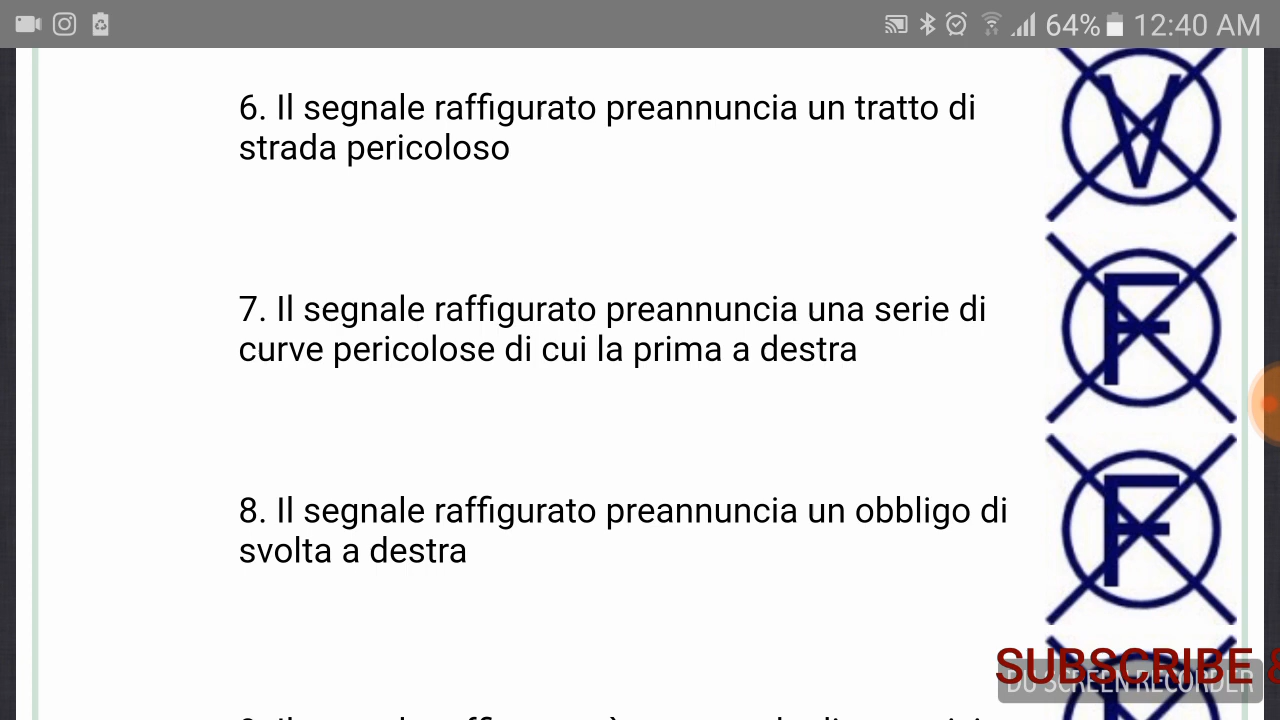 64% 12:40 AM
6. Il segnale raffigurato preannuncia un tratto di
strada pericoloso
V
7. Il segnale raffigurato preannuncia una serie di
curve pericolose di cui la prima a destra
F
8. Il segnale raffigurato preannuncia un obbligo di
svolta a destra
F
SUBSCRIBE &
DU SCREEN RECORDER